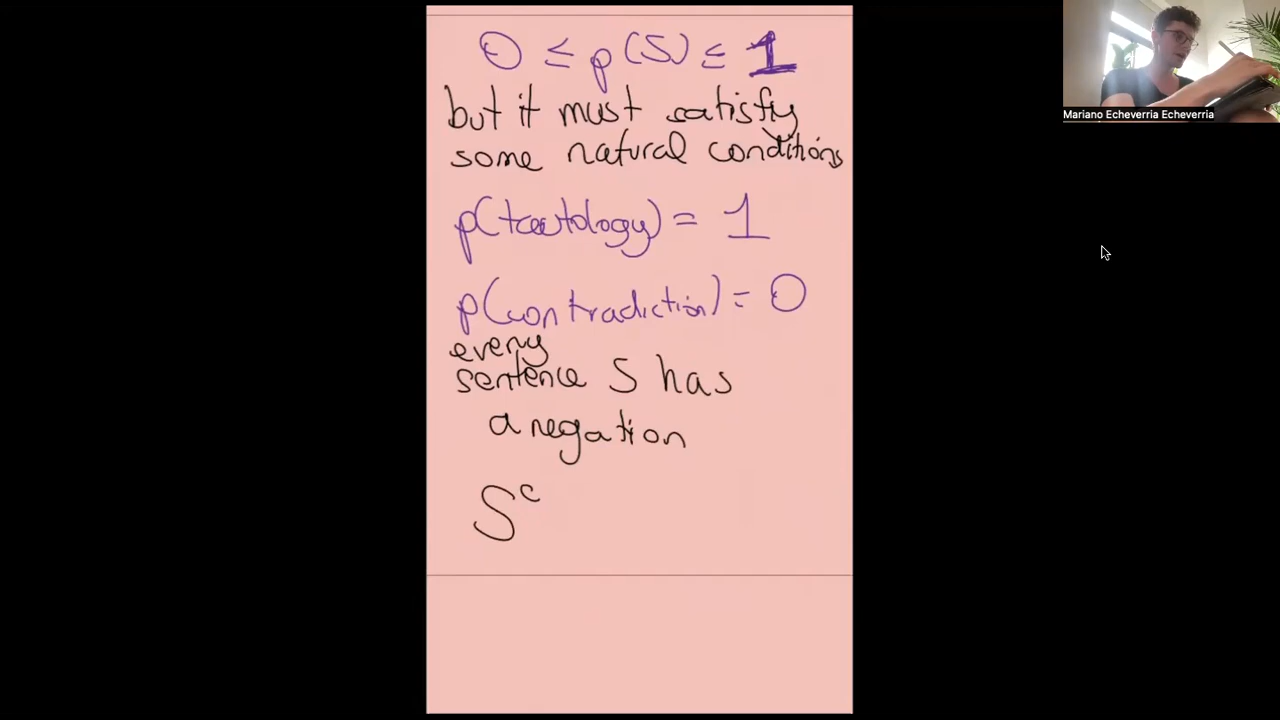 0 ≤ p(S) ≤ 1
but it must satisfy
some natural conditions
p(tautology) = 1
p(contradiction) = 0
every
sentence S has
a negation
Sᶜ
Mariano Echeverria Echeverria